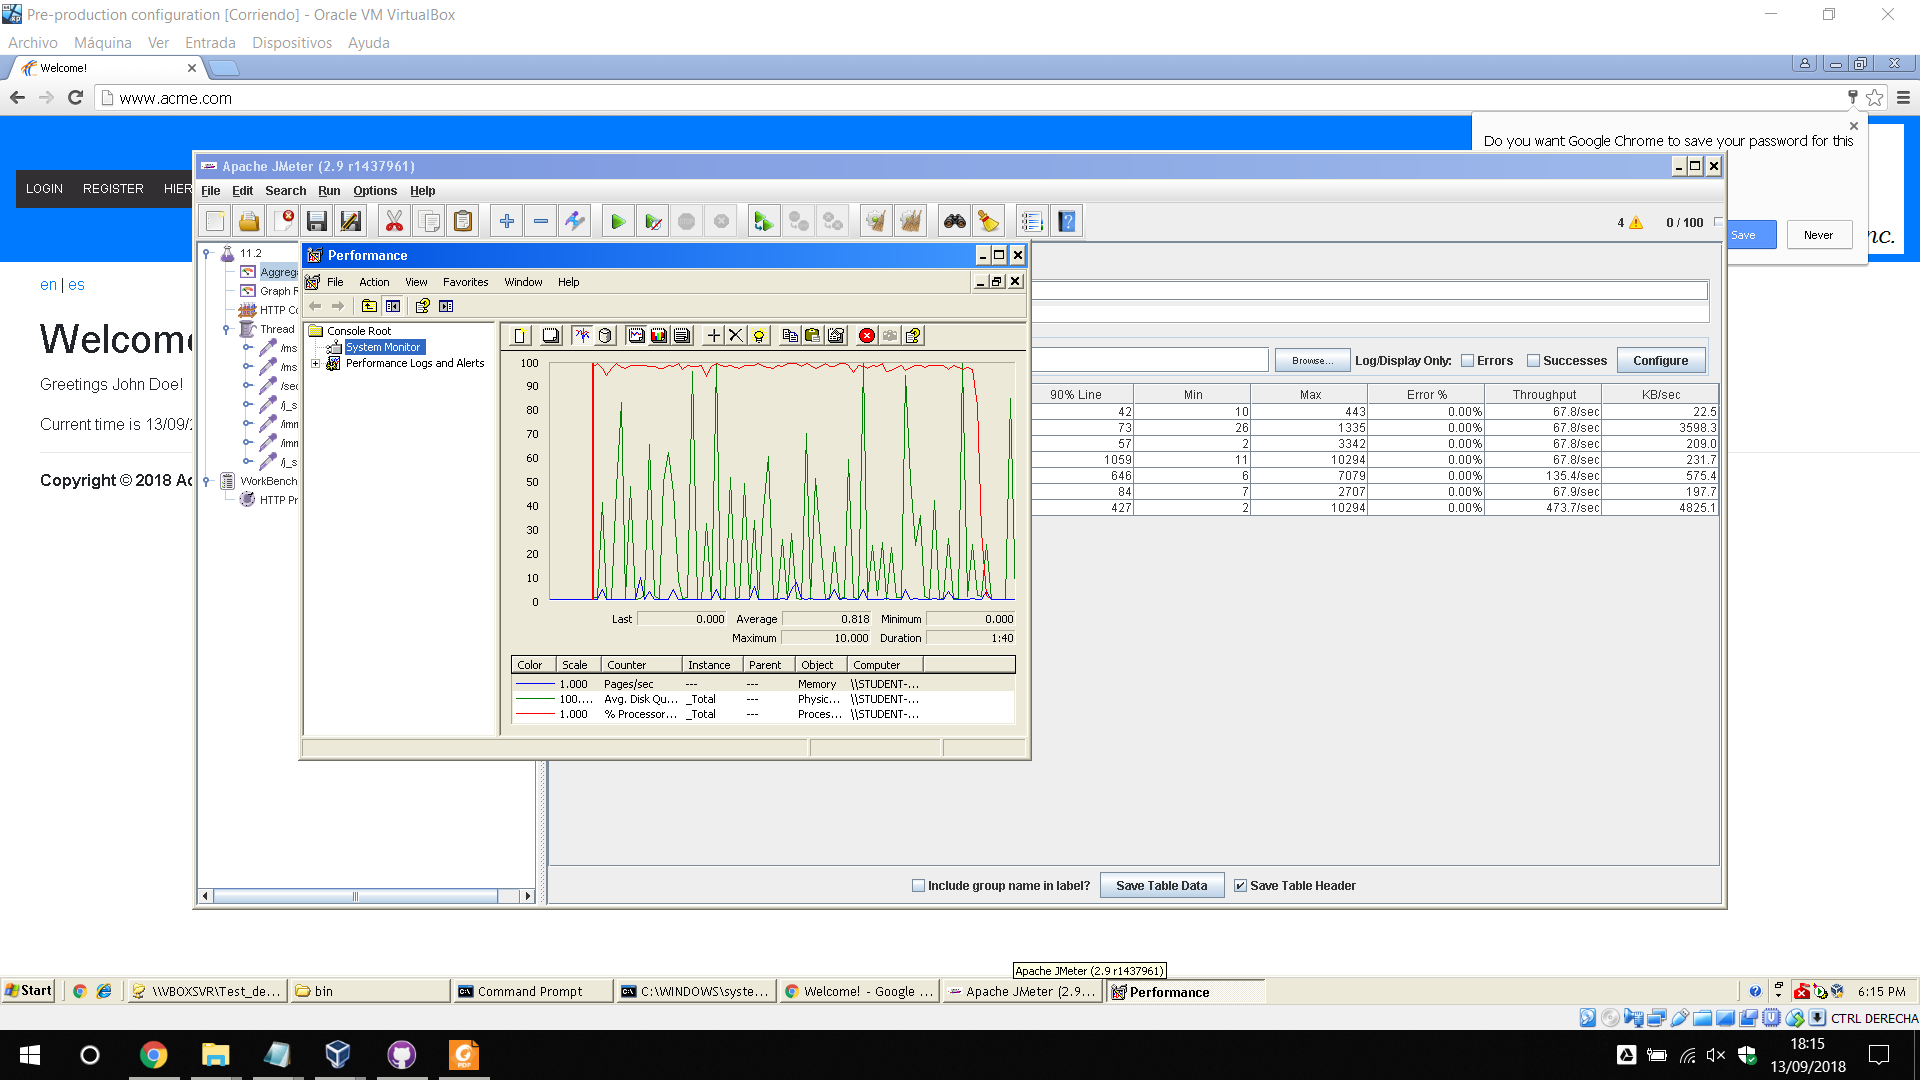 Pre-production configuration [Corriendo] - Oracle VM VirtualBox
Archivo Máquina Ver Entrada Dispositivos Ayuda
Welcome!
www.acme.com
Do you want Google Chrome to save your password for this
Save Never
nc.
LOGIN REGISTER HIER
en | es
Welcome
Greetings John Doe!
Current time is 13/09/2
Copyright © 2018 Ac
Apache JMeter (2.9 r1437961)
File Edit Search Run Options Help
4 0 / 100
11.2
Aggrega
Graph R
HTTP Co
Thread
/ms
/ms
/sec
/j_s
/imn
/imn
/j_s
WorkBench
HTTP Pr
Browse... Log/Display Only: Errors Successes Configure
90% Line Min Max Error % Throughput KB/sec
42 10 443 0.00% 67.8/sec 22.5
73 26 1335 0.00% 67.8/sec 3598.3
57 2 3342 0.00% 67.8/sec 209.0
1059 11 10294 0.00% 67.8/sec 231.7
646 6 7079 0.00% 135.4/sec 575.4
84 7 2707 0.00% 67.9/sec 197.7
427 2 10294 0.00% 473.7/sec 4825.1
Include group name in label? Save Table Data Save Table Header
Performance
File Action View Favorites Window Help
Console Root
System Monitor
Performance Logs and Alerts
100
90
80
70
60
50
40
30
20
10
0
Last 0.000 Average 0.818 Minimum 0.000
Maximum 10.000 Duration 1:40
Color Scale Counter Instance Parent Object Computer
1.000 Pages/sec --- --- Memory \\STUDENT-...
100.... Avg. Disk Qu... _Total --- Physic... \\STUDENT-...
1.000 % Processor... _Total --- Proces... \\STUDENT-...
Apache JMeter (2.9 r1437961)
Start \\VBOXSVR\Test_de... bin Command Prompt C:\WINDOWS\syste... Welcome! - Google ... Apache JMeter (2.9... Performance 6:15 PM
CTRL DERECHA
18:15
13/09/2018